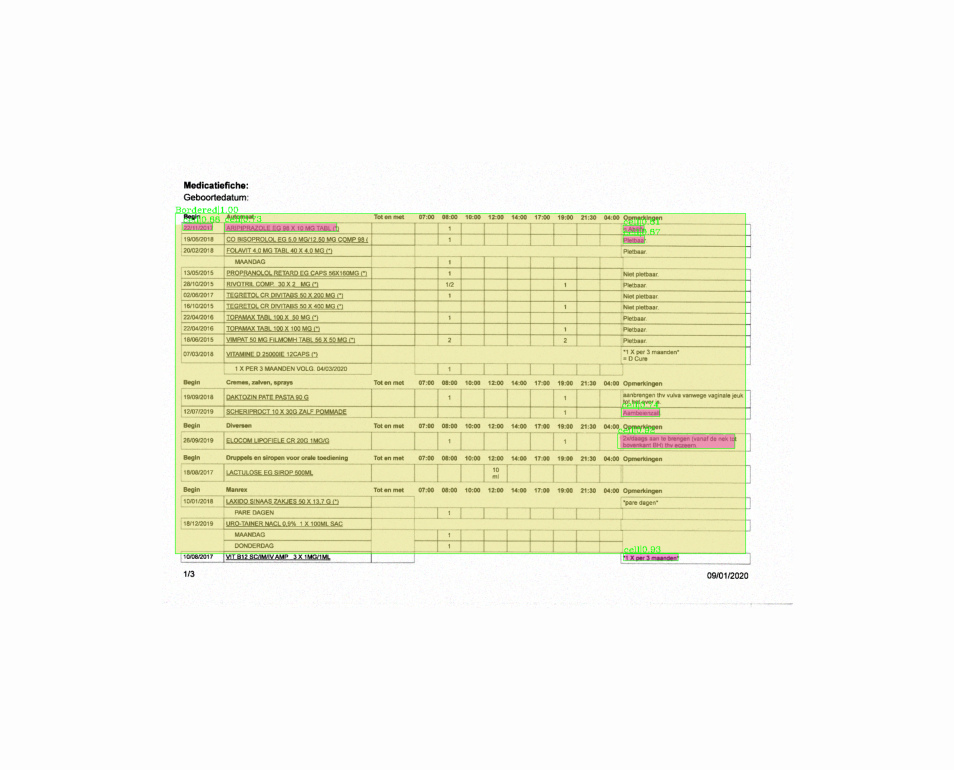 Medicatiefiche:
Geboortedatum:
Bordered|1.00
Begin Automaat Tot en met 07:00 08:00 10:00 12:00 14:00 17:00 19:00 21:30 04:00 Opmerkingen
22/11/2017 ARIPIPRAZOLE EG 98 X 10 MG TABL (*) 1 = Abilify
19/05/2018 CO BISOPROLOL EG 5.0 MG/12.50 MG COMP 98 ( 1 Pletbaar
20/02/2018 FOLAVIT 4.0 MG TABL 40 X 4.0 MG (*) Pletbaar.
MAANDAG 1
13/05/2015 PROPRANOLOL RETARD EG CAPS 56X160MG (*) 1 Niet pletbaar.
28/10/2015 RIVOTRIL COMP. 30 X 2 MG (*) 1/2 1 Pletbaar.
02/06/2017 TEGRETOL CR DIVITABS 50 X 200 MG (*) 1 Niet pletbaar
16/10/2015 TEGRETOL CR DIVITABS 50 X 400 MG (*) 1 Niet pletbaar.
22/04/2016 TOPAMAX TABL 100 X 50 MG (*) 1 Pletbaar.
22/04/2016 TOPAMAX TABL 100 X 100 MG (*) 1 Pletbaar.
18/06/2015 VIMPAT 50 MG FILMOMH TABL 56 X 50 MG (*) 2 2 Pletbaar.
07/03/2018 VITAMINE D 25000IE 12CAPS (*) *1 X per 3 maanden*
= D Cure
1 X PER 3 MAANDEN VOLG. 04/03/2020 1
Begin Cremes, zalven, sprays Tot en met 07:00 08:00 10:00 12:00 14:00 17:00 19:00 21:30 04:00 Opmerkingen
19/09/2018 DAKTOZIN PATE PASTA 90 G 1 1 aanbrengen thv vulva vanwege vaginale jeuk
tot het over is.
12/07/2019 SCHERIPROCT 10 X 30G ZALF POMMADE 1 Aambeienzalf
Begin Diversen Tot en met 07:00 08:00 10:00 12:00 14:00 17:00 19:00 21:30 04:00 Opmerkingen
26/09/2019 ELOCOM LIPOFIELE CR 20G 1MG/G 1 1 2xdaags aan te brengen (vanaf de nek tot
bovenkant BH) thv eczeem.
Begin Druppels en siropen voor orale toediening Tot en met 07:00 08:00 10:00 12:00 14:00 17:00 19:00 21:30 04:00 Opmerkingen
18/08/2017 LACTULOSE EG SIROP 500ML 10
ml
Begin Manrex Tot en met 07:00 08:00 10:00 12:00 14:00 17:00 19:00 21:30 04:00 Opmerkingen
10/01/2018 LAXIDO SINAAS ZAKJES 50 X 13.7 G (*) "pare dagen"
PARE DAGEN 1
18/12/2019 URO-TAINER NACL 0,9% 1 X 100ML SAC
MAANDAG 1
DONDERDAG 1
cell|0.93
10/08/2017 VIT B12 SC/IM/IV AMP 3 X 1MG/1ML *1 X per 3 maanden*
1/3 09/01/2020